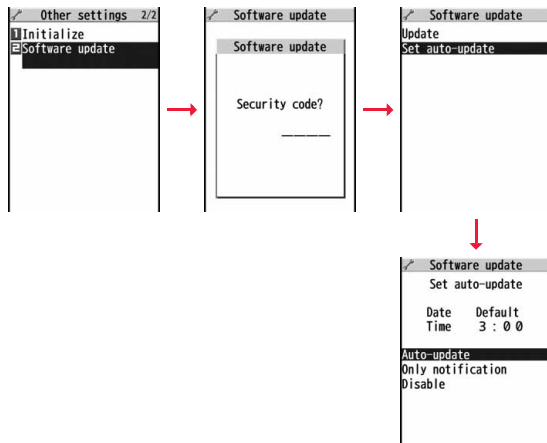 Other settings 2/2
1 Initialize
2 Software update
Software update
Software update
Security code?
____
Software update
Update
Set auto-update
Software update
Set auto-update
Date Default
Time 3:00
Auto-update
Only notification
Disable